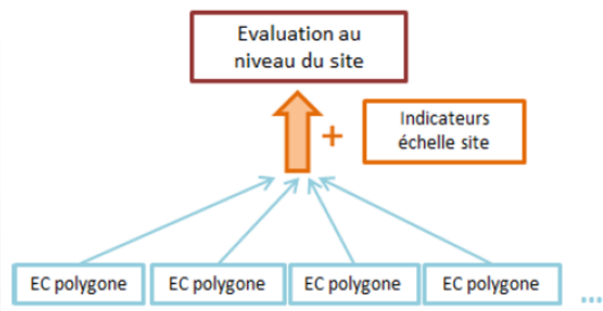 Evaluation au
niveau du site
+
Indicateurs
échelle site
EC polygone
EC polygone
EC polygone
EC polygone
...